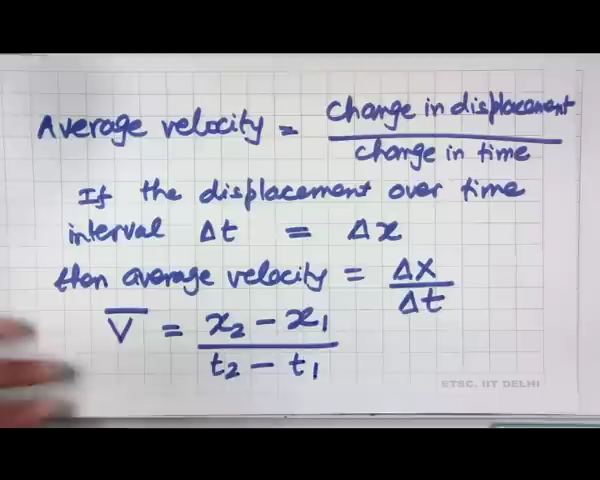 Average velocity = change in displacement / change in time
If the displacement over time
interval Δt = Δx
then average velocity = Δx / Δt
V̅ = x₂ − x₁ / t₂ − t₁
ETSC, IIT DELHI